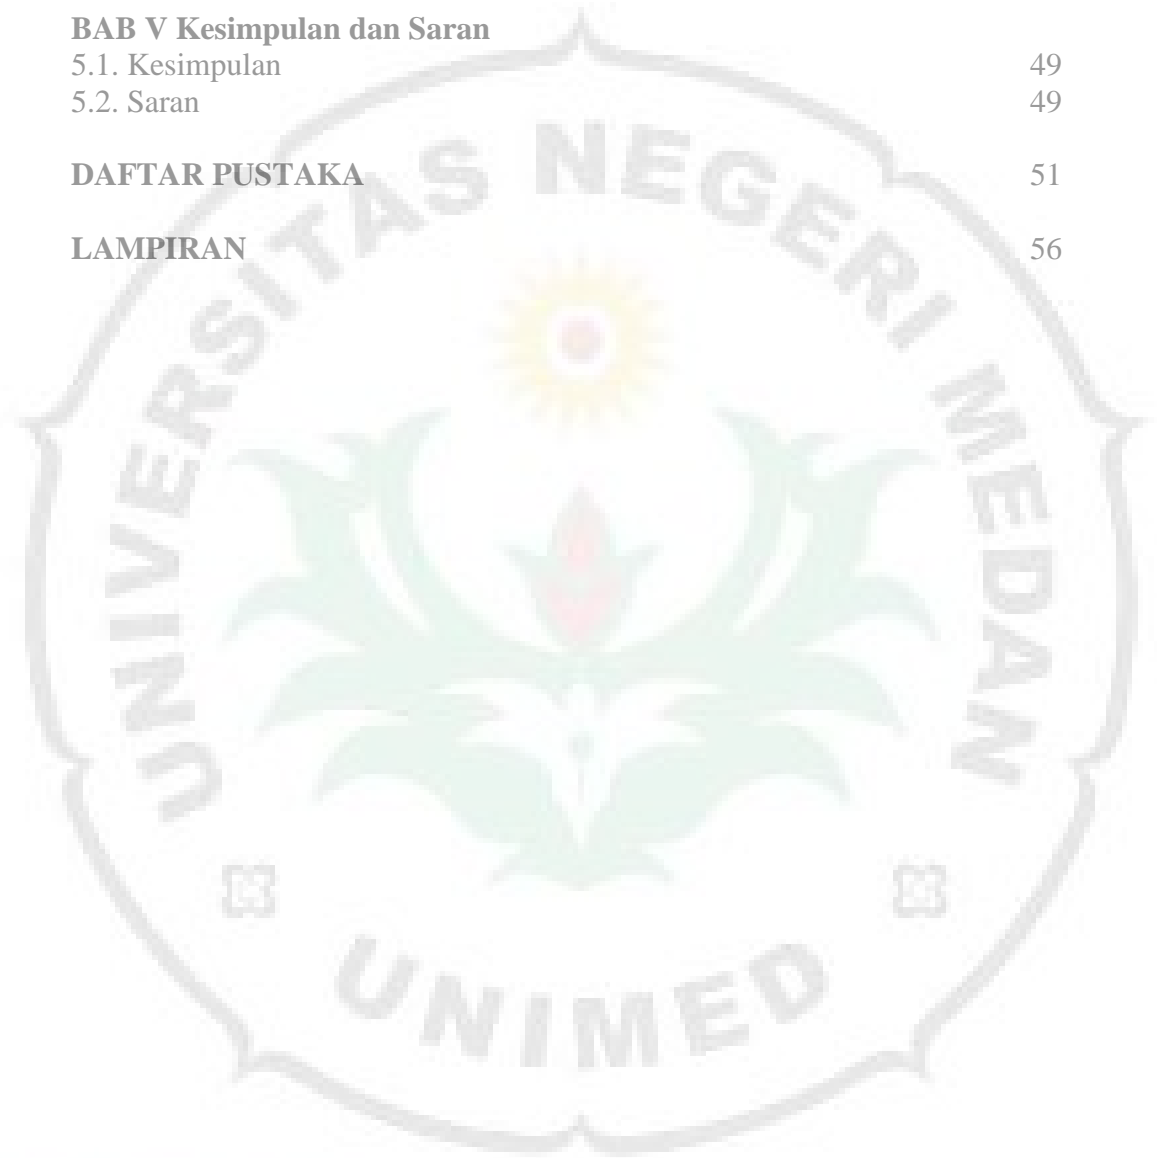 BAB V Kesimpulan dan Saran
5.1. Kesimpulan 49
5.2. Saran 49
DAFTAR PUSTAKA 51
LAMPIRAN 56
UNIVERSITAS NEGERI MEDAN
UNIMED